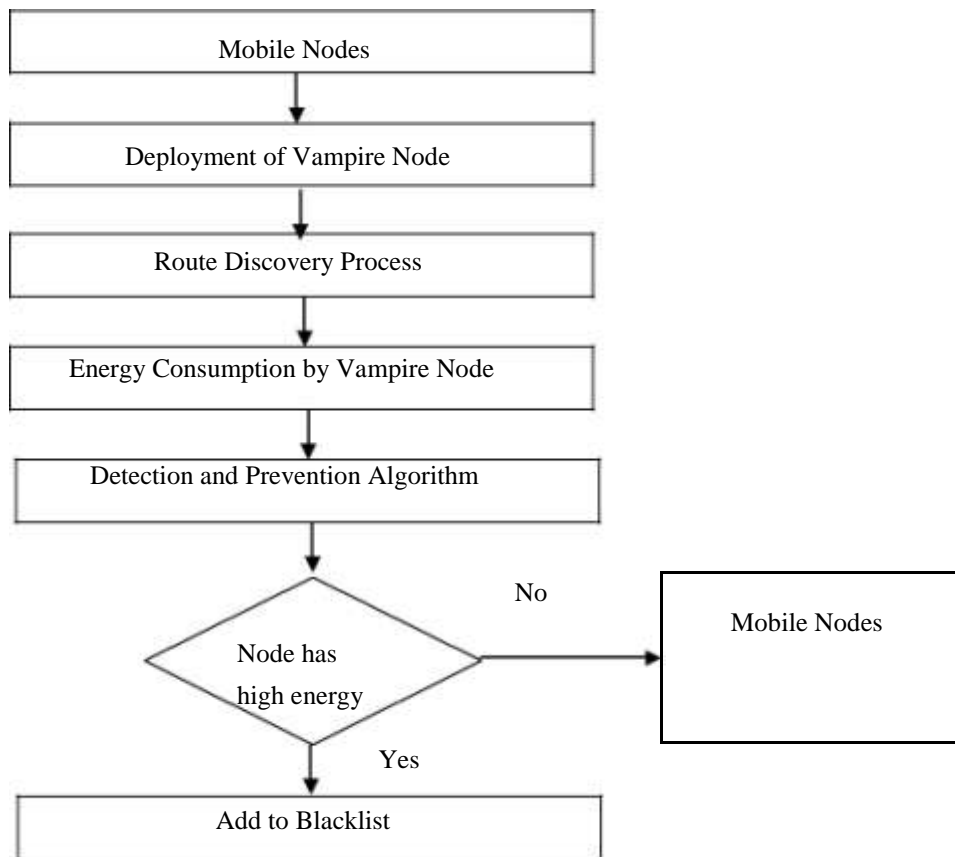 Mobile Nodes
Deployment of Vampire Node
Route Discovery Process
Energy Consumption by Vampire Node
Detection and Prevention Algorithm
No
Mobile Nodes
Node has
high energy
Yes
Add to Blacklist